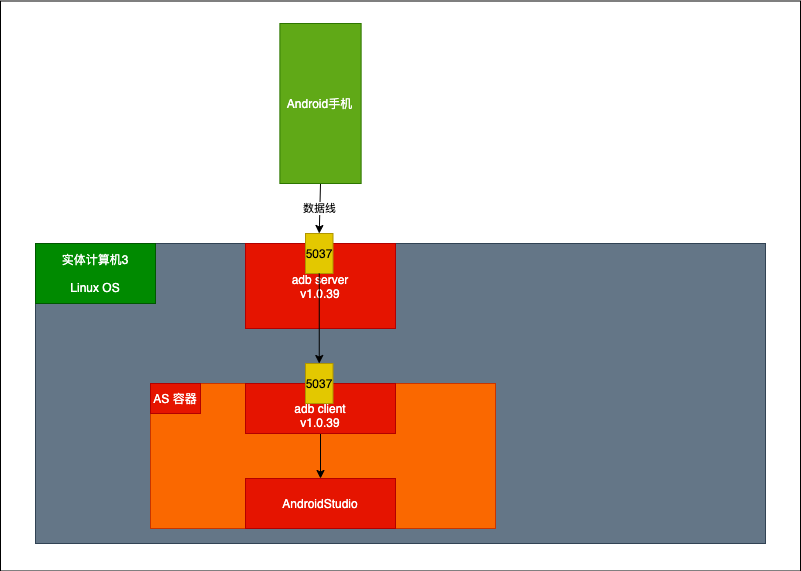 Android手机
数据线
5037
实体计算机3
Linux OS
adb server
v1.0.39
5037
AS 容器
adb client
v1.0.39
AndroidStudio